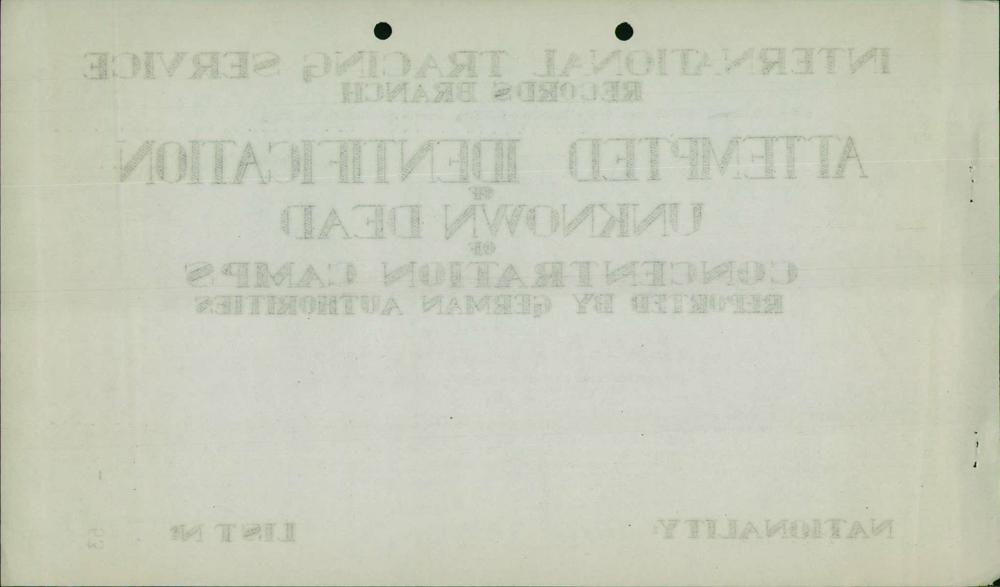 INTERNATIONAL TRACING SERVICE
RECORDS BRANCH
ATTEMPTED IDENTIFICATION
OF
UNKNOWN DEAD
OF
CONCENTRATION CAMPS
REPORTED BY GERMAN AUTHORITIES
NATIONALITY: LIST Nº
53